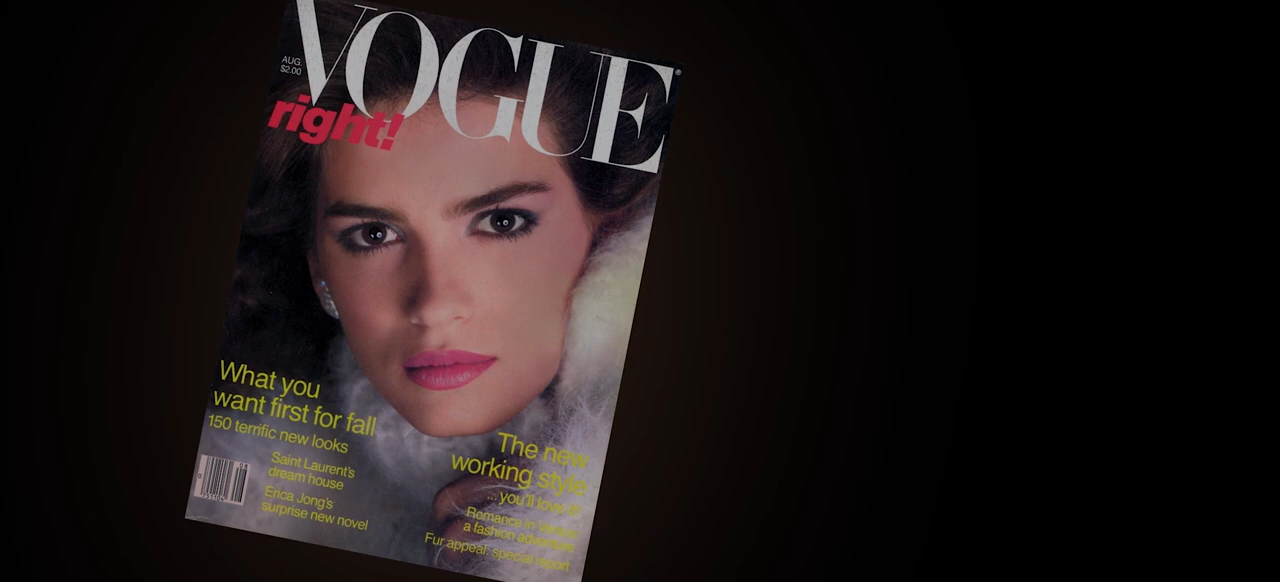 VOGUE
AUG.
$2.00
right!
What you
want first for fall
150 terrific new looks
Saint Laurent's
dream house
Erica Jong's
surprise new novel
The new
working style
...you'll love it!
Romance in Venice
a fashion adventure
Fur appeal: special report